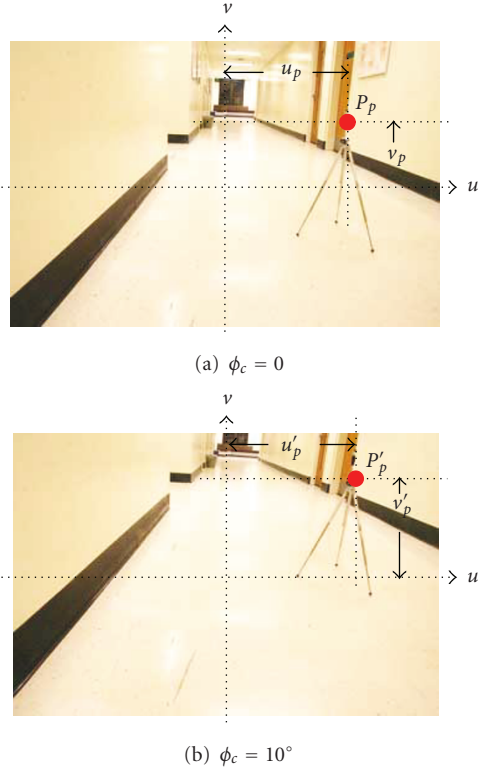 v
u_p
P_p
v_p
u
(a) ϕ_c = 0
v
u′_p
P′_p
v′_p
u
(b) ϕ_c = 10°